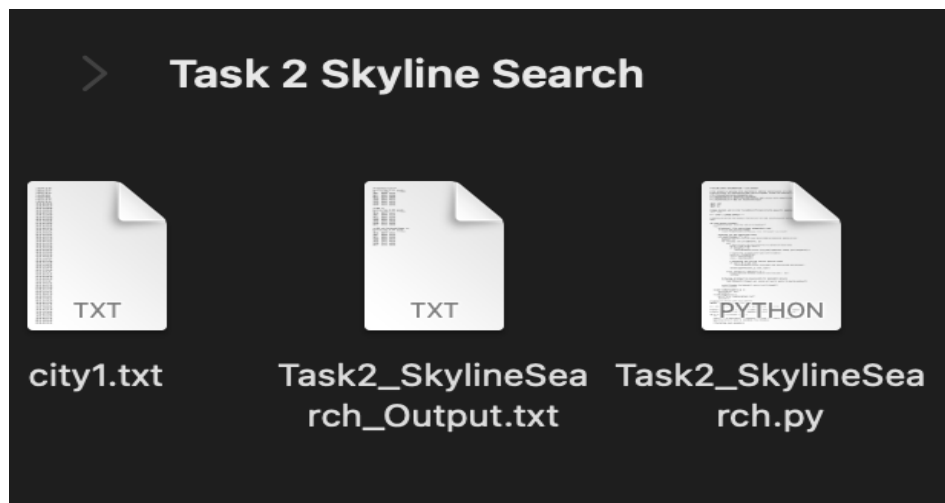 Task 2 Skyline Search
TXT
TXT
PYTHON
city1.txt
Task2_SkylineSea
rch_Output.txt
Task2_SkylineSea
rch.py